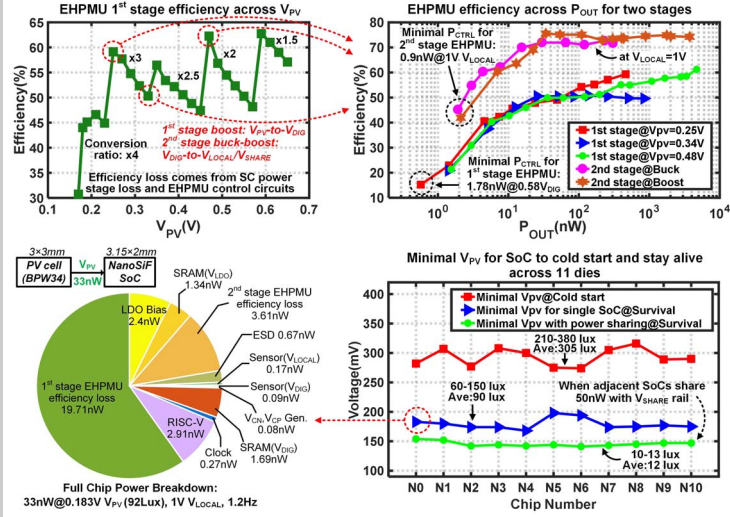 EHPMU 1st stage efficiency across VPV
Efficiency(%)
65
60
55
50
45
40
35
30
x3
x2.5
x2
x1.5
1st stage boost: VPV-to-VDIG
2nd stage buck-boost:
VDIG-to-VLOCAL/VSHARE
Conversion
ratio: x4
Efficiency loss comes from SC power
stage loss and EHPMU control circuits
0.1 0.2 0.3 0.4 0.5 0.6 0.7
VPV(V)
EHPMU efficiency across POUT for two stages
Efficiency(%)
80
70
60
50
40
30
20
10
Minimal PCTRL for
2nd stage EHPMU:
0.9nW@1V VLOCAL
at VLOCAL=1V
Minimal PCTRL for
1st stage EHPMU:
1.78nW@0.58VDIG
1st stage@Vpv=0.25V
1st stage@Vpv=0.34V
1st stage@Vpv=0.48V
2nd stage@Buck
2nd stage@Boost
10^0 10^1 10^2 10^3 10^4
POUT(nW)
3×3mm
PV cell
(BPW34)
VPV
33nW
3.15×2mm
NanoSiF
SoC
SRAM(VLDO)
1.34nW
LDO Bias
2.4nW
2nd stage EHPMU
efficiency loss
3.61nW
ESD 0.67nW
Sensor(VLOCAL)
0.17nW
Sensor(VDIG)
0.09nW
VCN,VCP Gen.
0.08nW
SRAM(VDIG)
1.69nW
Clock
0.27nW
RISC-V
2.91nW
1st stage EHPMU
efficiency loss
19.71nW
Full Chip Power Breakdown:
33nW@0.183V VPV (92Lux), 1V VLOCAL, 1.2Hz
Minimal VPV for SoC to cold start and stay alive
across 11 dies
Voltage(mV)
400
350
300
250
200
150
100
Minimal Vpv@Cold start
Minimal Vpv for single SoC@Survival
Minimal Vpv with power sharing@Survival
210-380 lux
Ave:305 lux
60-150 lux
Ave:90 lux
When adjacent SoCs share
50nW with VSHARE rail
10-13 lux
Ave:12 lux
N0 N1 N2 N3 N4 N5 N6 N7 N8 N9 N10
Chip Number